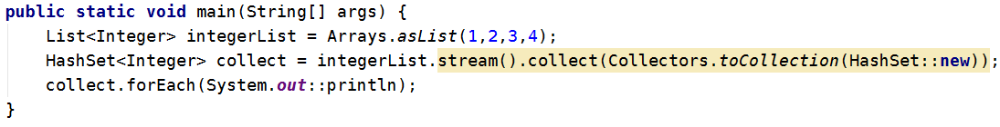 public static void main(String[] args) {
    List<Integer> integerList = Arrays.asList(1,2,3,4);
    HashSet<Integer> collect = integerList.stream().collect(Collectors.toCollection(HashSet::new));
    collect.forEach(System.out::println);
}